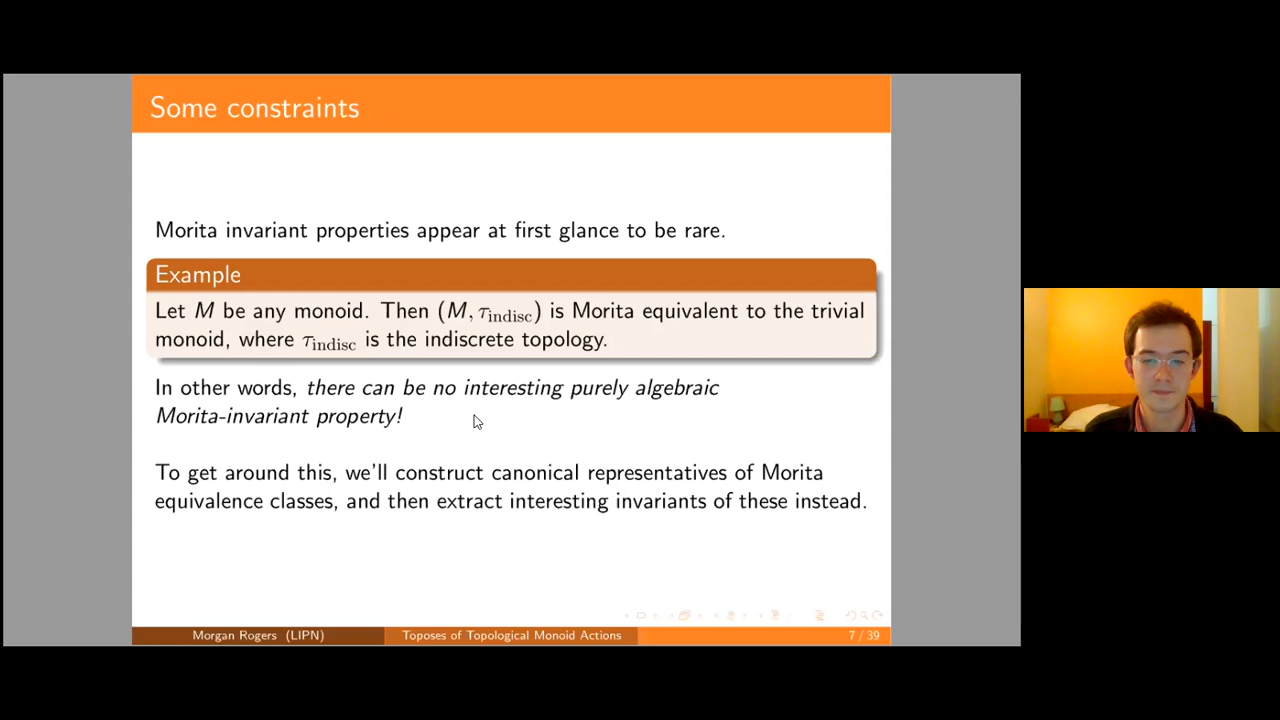 Some constraints
Morita invariant properties appear at first glance to be rare.
Example
Let M be any monoid. Then (M, τ_indisc) is Morita equivalent to the trivial
monoid, where τ_indisc is the indiscrete topology.
In other words, there can be no interesting purely algebraic
Morita-invariant property!
To get around this, we'll construct canonical representatives of Morita
equivalence classes, and then extract interesting invariants of these instead.
Morgan Rogers (LIPN)
Toposes of Topological Monoid Actions
7 / 39